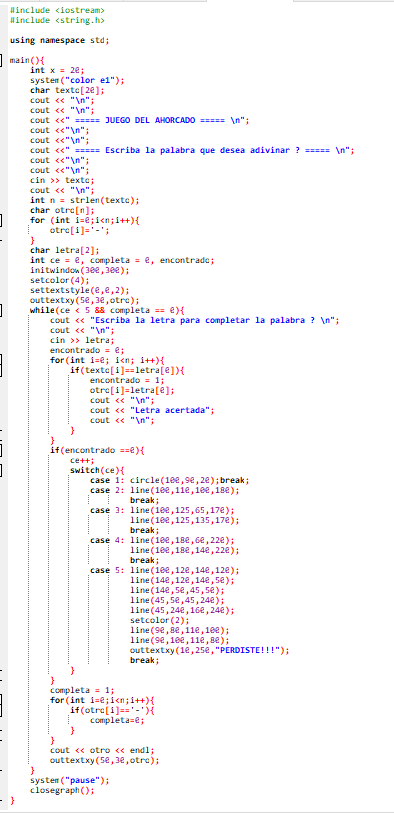 #include <iostream>
#include <string.h>
using namespace std;
main(){
int x = 20;
system("color e1");
char texto[20];
cout << "\n";
cout << "\n";
cout <<" ===== JUEGO DEL AHORCADO ===== \n";
cout <<"\n";
cout <<"\n";
cout <<" ===== Escriba la palabra que desea adivinar ? ===== \n";
cout <<"\n";
cout <<"\n";
cin >> texto;
cout << "\n";
int n = strlen(texto);
char otro[n];
for (int i=0;i<n;i++){
otro[i]='-';
}
char letra[2];
int ce = 0, completa = 0, encontrado;
initwindow(300,300);
setcolor(4);
settextstyle(0,0,2);
outtextxy(50,30,otro);
while(ce < 5 && completa == 0){
cout << "Escriba la letra para completar la palabra ? \n";
cout << "\n";
cin >> letra;
encontrado = 0;
for(int i=0; i<n; i++){
if(texto[i]==letra[0]){
encontrado = 1;
otro[i]=letra[0];
cout << "\n";
cout << "Letra acertada";
cout << "\n";
}
}
if(encontrado ==0){
ce++;
switch(ce){
case 1: circle(100,90,20);break;
case 2: line(100,110,100,180);
break;
case 3: line(100,125,65,170);
line(100,125,135,170);
break;
case 4: line(100,180,60,220);
line(100,180,140,220);
break;
case 5: line(100,120,140,120);
line(140,120,140,50);
line(140,50,45,50);
line(45,50,45,240);
line(45,240,160,240);
setcolor(2);
line(90,80,110,100);
line(90,100,110,80);
outtextxy(10,250,"PERDISTE!!!");
break;
}
}
completa = 1;
for(int i=0;i<n;i++){
if(otro[i]=='-'){
completa=0;
}
}
cout << otro << endl;
outtextxy(50,30,otro);
}
system("pause");
closegraph();
}